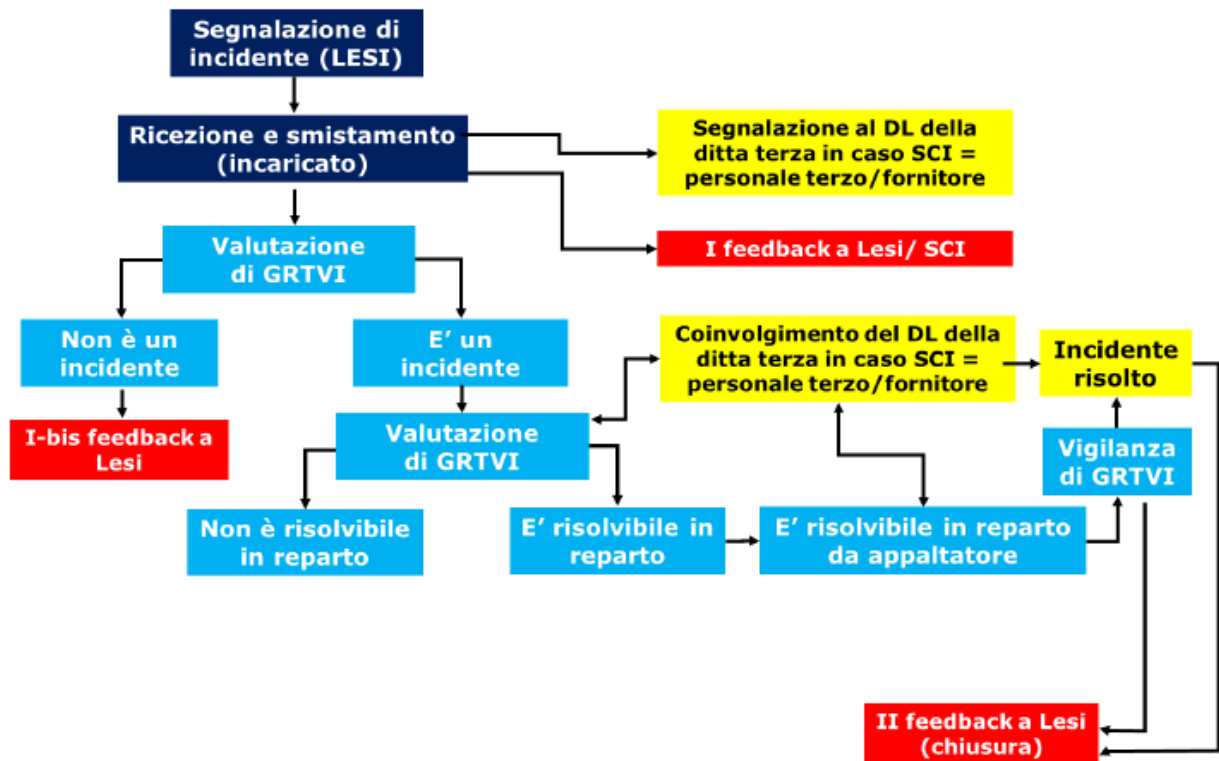 Segnalazione di
incidente (LESI)
Ricezione e smistamento
(incaricato)
Segnalazione al DL della
ditta terza in caso SCI =
personale terzo/fornitore
I feedback a Lesi/ SCI
Valutazione
di GRTVI
Non è un
incidente
E’ un
incidente
Coinvolgimento del DL della
ditta terza in caso SCI =
personale terzo/fornitore
Incidente
risolto
I-bis feedback a
Lesi
Valutazione
di GRTVI
Vigilanza
di GRTVI
Non è risolvibile
in reparto
E’ risolvibile in
reparto
E’ risolvibile in reparto
da appaltatore
II feedback a Lesi
(chiusura)